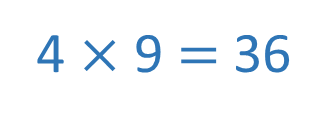 4 × 9 = 36